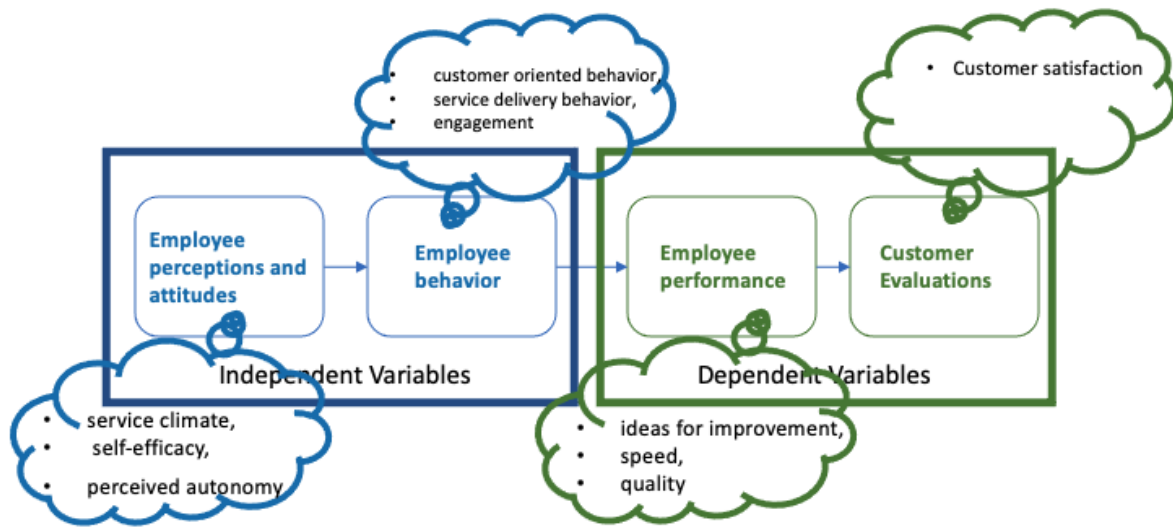 • customer oriented behavior,
• service delivery behavior,
• engagement
• Customer satisfaction
Employee
perceptions and
attitudes
Employee
behavior
Employee
performance
Customer
Evaluations
Independent Variables
Dependent Variables
• service climate,
• self-efficacy,
• perceived autonomy
• ideas for improvement,
• speed,
• quality